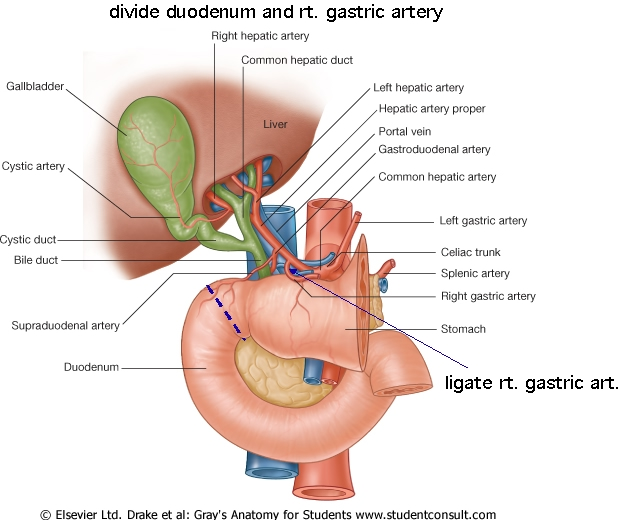 divide duodenum and rt. gastric artery
Right hepatic artery
Common hepatic duct
Gallbladder
Left hepatic artery
Hepatic artery proper
Liver
Portal vein
Gastroduodenal artery
Cystic artery
Common hepatic artery
Left gastric artery
Cystic duct
Celiac trunk
Bile duct
Splenic artery
Right gastric artery
Supraduodenal artery
Stomach
Duodenum
ligate rt. gastric art.
© Elsevier Ltd. Drake et al: Gray's Anatomy for Students www.studentconsult.com